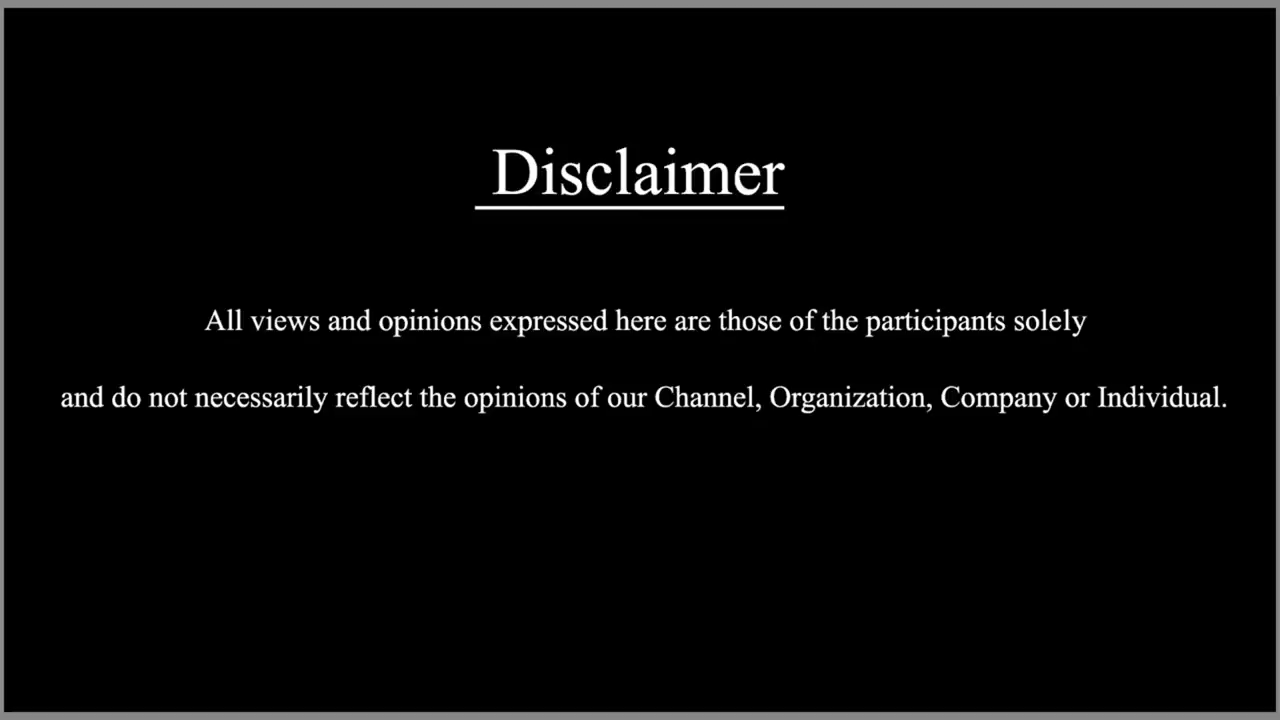 Disclaimer
All views and opinions expressed here are those of the participants solely
and do not necessarily reflect the opinions of our Channel, Organization, Company or Individual.